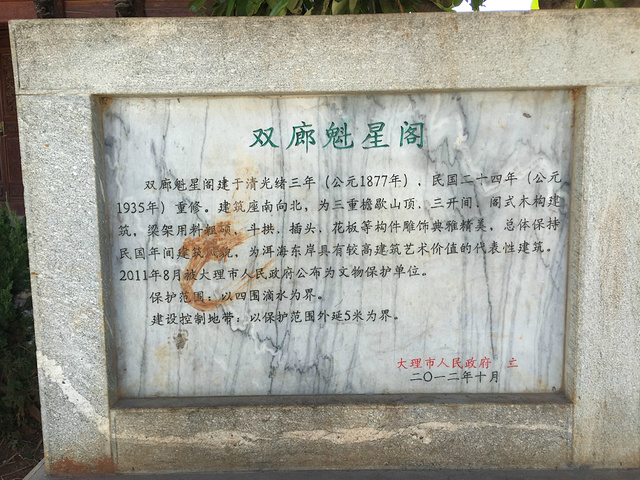 双廊魁星阁
双廊魁星阁建于清光绪三年（公元1877年），民国二十四年（公元
1935年）重修。建筑座南向北，为三重檐歇山顶，三开间，阁式木构建
筑，梁架用料粗硕，斗拱、插头、花板等构件雕饰典雅精美，总体保持
民国年间建筑，为洱海东岸具有较高建筑艺术价值的代表性建筑。
2011年8月被大理市人民政府公布为文物保护单位。
保护范围：以四围滴水为界。
建设控制地带：以保护范围外延5米为界。
大理市人民政府 立
二〇一二年十月